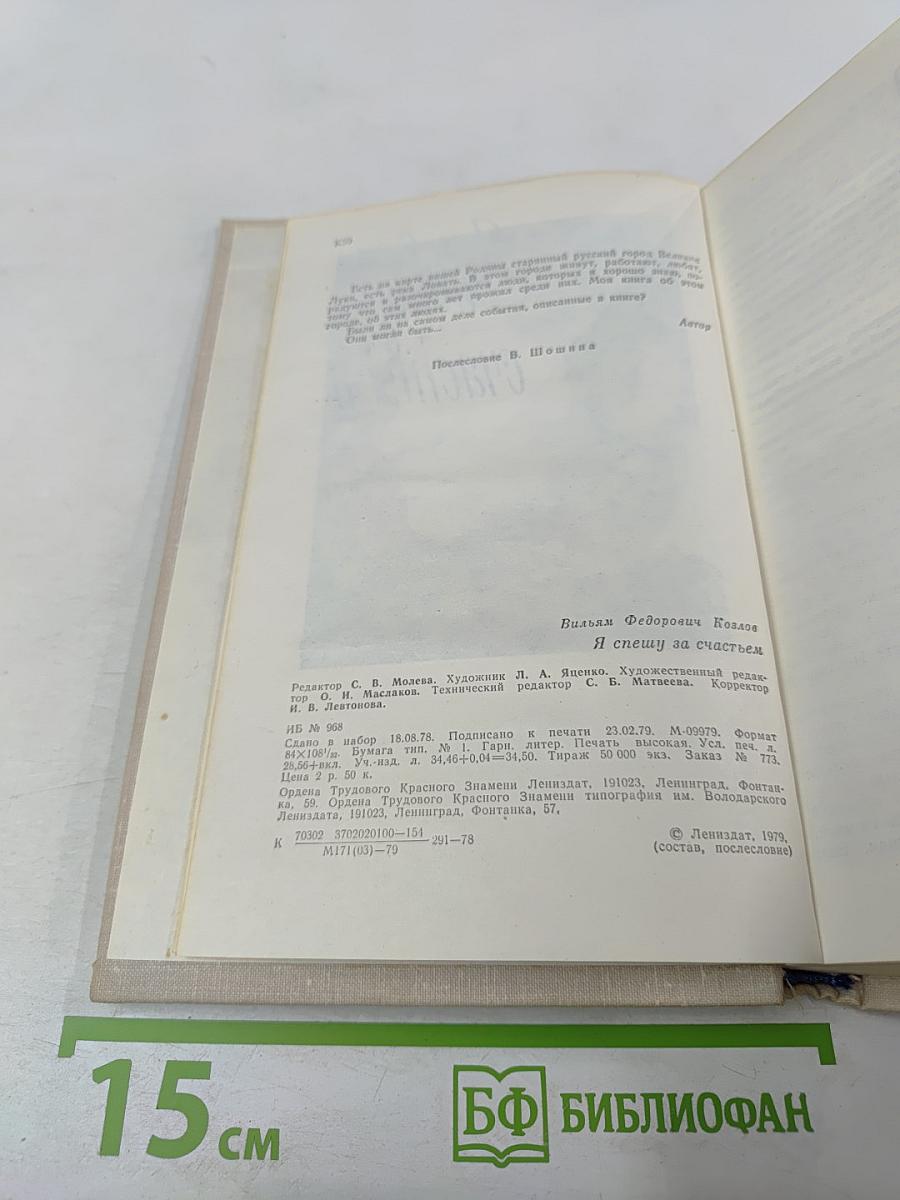 К59
Есть на карте нашей Родины старинный русский город Великие
Луки, есть река Ловать. В этом городе живут, работают, любят,
радуются и разочаровываются люди, которых я хорошо знаю, по-
тому что сам много лет прожил среди них. Моя книга об этом
городе, об этих людях.
Были ли на самом деле события, описанные в книге?
Они могли быть...
Автор
Послесловие В. Шошина
Вильям Федорович Козлов
Я спешу за счастьем
Редактор С. В. Молева. Художник Л. А. Яценко. Художественный редак-
тор О. И. Маслаков. Технический редактор С. Б. Матвеева. Корректор
И. В. Левтонова.
ИБ № 968
Сдано в набор 18.08.78. Подписано к печати 23.02.79. М-09979. Формат
84×108¹/₃₂. Бумага тип. № 1. Гарн. литер. Печать высокая. Усл. печ. л.
28,56+вкл. Уч.-изд. л. 34,46+0,04=34,50. Тираж 50 000 экз. Заказ № 773.
Цена 2 р. 50 к.
Ордена Трудового Красного Знамени Лениздат, 191023, Ленинград, Фонтан-
ка, 59. Ордена Трудового Красного Знамени типография им. Володарского
Лениздата, 191023, Ленинград, Фонтанка, 57.
К 70302 3702020100—154 291—78
М171(03)—79
© Лениздат, 1979,
(состав, послесловие)
15 см
БФ БИБЛИОФАН